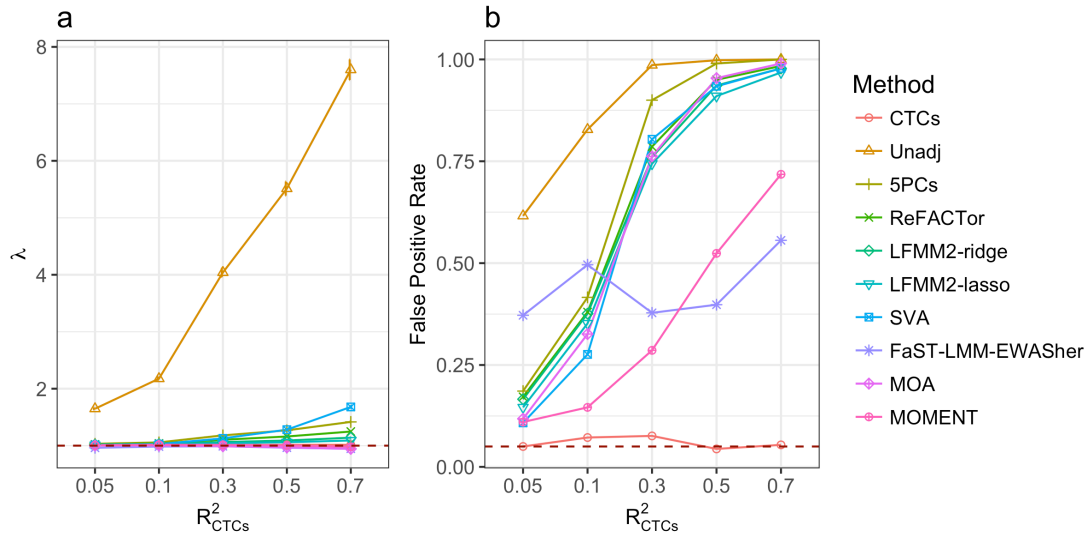 a
8
6
4
2
λ
0.05 0.1 0.3 0.5 0.7
R²CTCs
b
1.00
0.75
0.50
0.25
0.00
False Positive Rate
0.05 0.1 0.3 0.5 0.7
R²CTCs
Method
CTCs
Unadj
5PCs
ReFACTor
LFMM2-ridge
LFMM2-lasso
SVA
FaST-LMM-EWASher
MOA
MOMENT